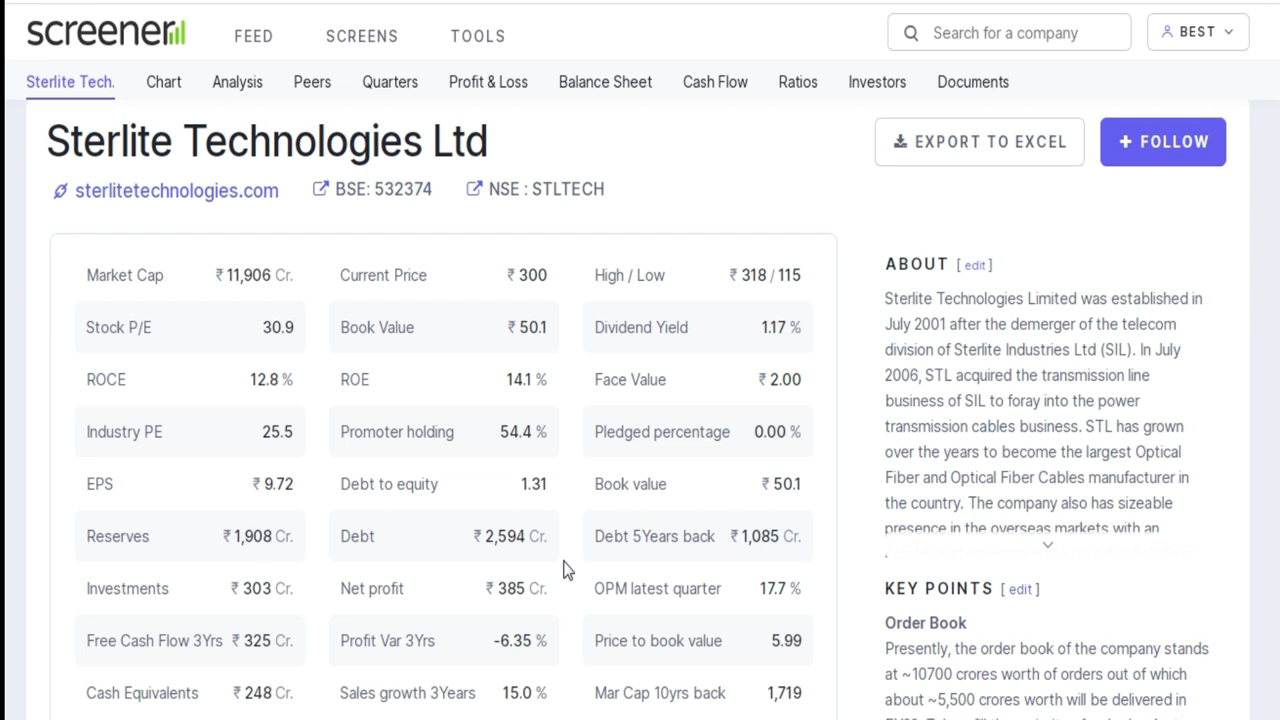 screener
FEED SCREENS TOOLS
Search for a company
BEST
Sterlite Tech. Chart Analysis Peers Quarters Profit & Loss Balance Sheet Cash Flow Ratios Investors Documents
Sterlite Technologies Ltd
EXPORT TO EXCEL
+ FOLLOW
sterlitetechnologies.com BSE: 532374 NSE : STLTECH
Market Cap ₹ 11,906 Cr. Current Price ₹ 300 High / Low ₹ 318 / 115
Stock P/E 30.9 Book Value ₹ 50.1 Dividend Yield 1.17 %
ROCE 12.8 % ROE 14.1 % Face Value ₹ 2.00
Industry PE 25.5 Promoter holding 54.4 % Pledged percentage 0.00 %
EPS ₹ 9.72 Debt to equity 1.31 Book value ₹ 50.1
Reserves ₹ 1,908 Cr. Debt ₹ 2,594 Cr. Debt 5Years back ₹ 1,085 Cr.
Investments ₹ 303 Cr. Net profit ₹ 385 Cr. OPM latest quarter 17.7 %
Free Cash Flow 3Yrs ₹ 325 Cr. Profit Var 3Yrs -6.35 % Price to book value 5.99
Cash Equivalents ₹ 248 Cr. Sales growth 3Years 15.0 % Mar Cap 10yrs back 1,719
ABOUT [ edit ]
Sterlite Technologies Limited was established in
July 2001 after the demerger of the telecom
division of Sterlite Industries Ltd (SIL). In July
2006, STL acquired the transmission line
business of SIL to foray into the power
transmission cables business. STL has grown
over the years to become the largest Optical
Fiber and Optical Fiber Cables manufacturer in
the country. The company also has sizeable
presence in the overseas markets with an
KEY POINTS [ edit ]
Order Book
Presently, the order book of the company stands
at ~10700 crores worth of orders out of which
about ~5,500 crores worth will be delivered in